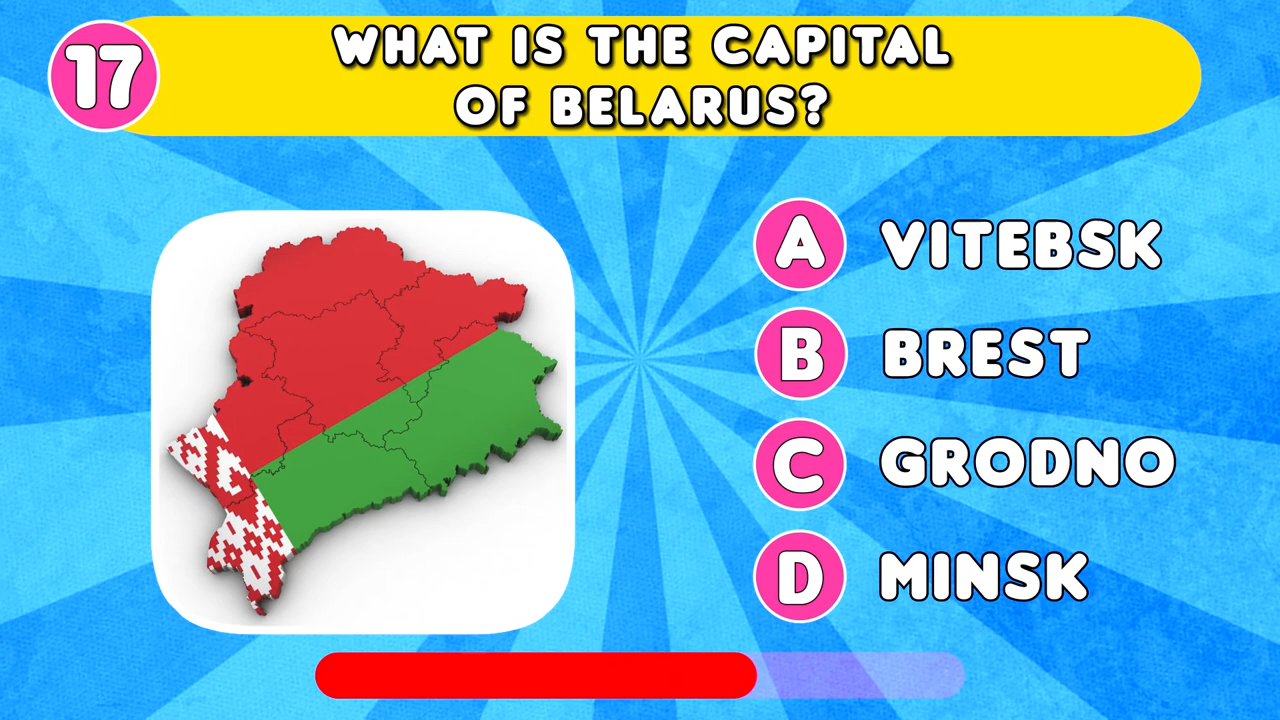 17
WHAT IS THE CAPITAL
OF BELARUS?
A VITEBSK
B BREST
C GRODNO
D MINSK